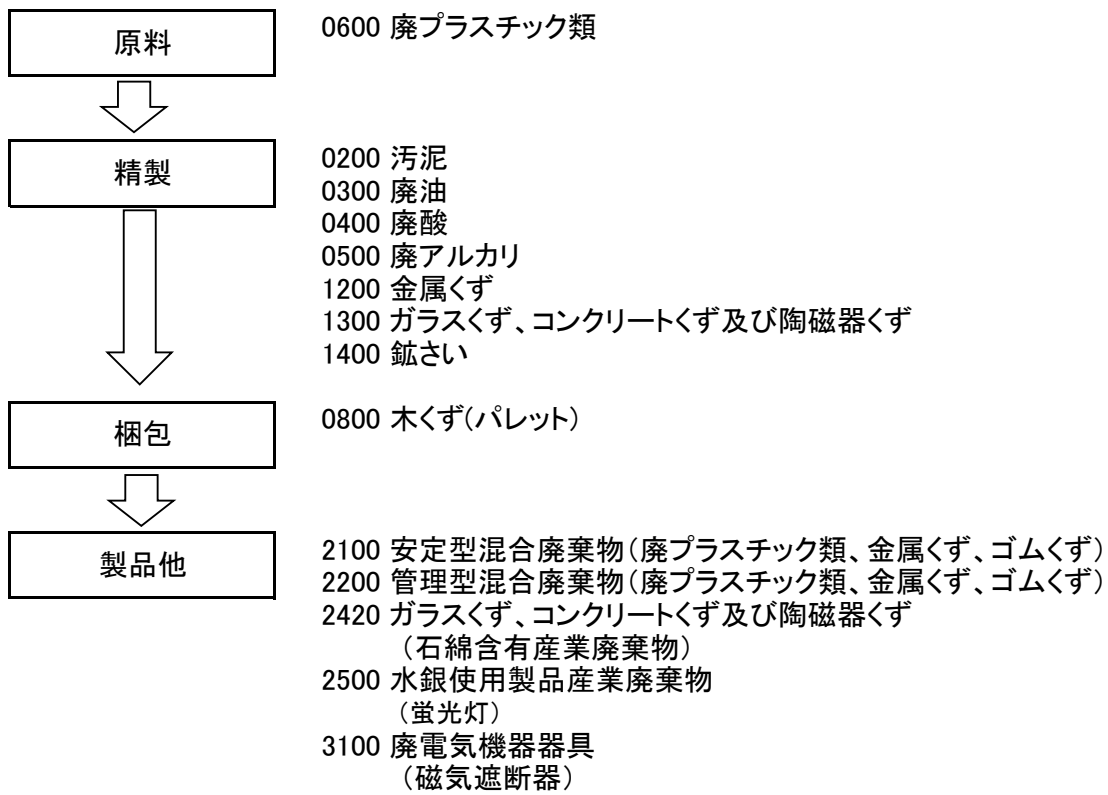 原料
0600 廃プラスチック類
精製
0200 汚泥
0300 廃油
0400 廃酸
0500 廃アルカリ
1200 金属くず
1300 ガラスくず、コンクリートくず及び陶磁器くず
1400 鉱さい
梱包
0800 木くず(パレット)
製品他
2100 安定型混合廃棄物(廃プラスチック類、金属くず、ゴムくず)
2200 管理型混合廃棄物(廃プラスチック類、金属くず、ゴムくず)
2420 ガラスくず、コンクリートくず及び陶磁器くず
(石綿含有産業廃棄物)
2500 水銀使用製品産業廃棄物
(蛍光灯)
3100 廃電気機器器具
(磁気遮断器)